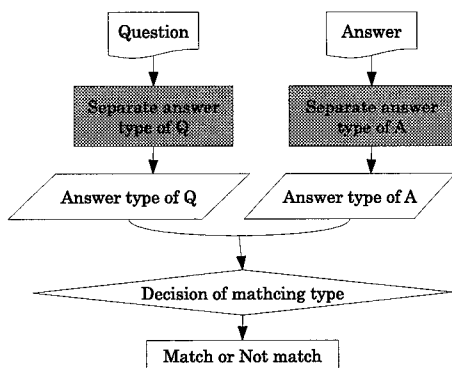 Question
Answer
Separate answer
type of Q
Separate answer
type of A
Answer type of Q
Answer type of A
Decision of mathcing type
Match or Not match